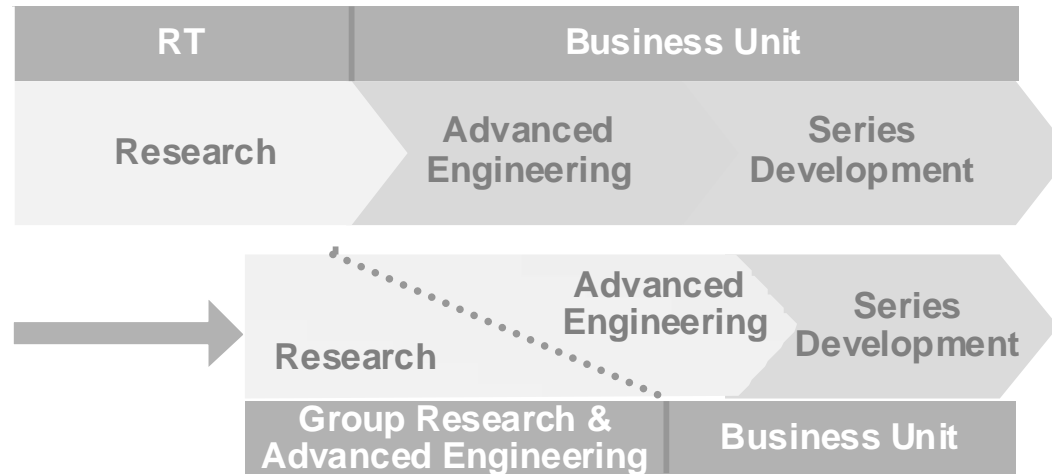 RT
Business Unit
Research
Advanced
Engineering
Series
Development
Research
Advanced
Engineering
Series
Development
Group Research &
Advanced Engineering
Business Unit